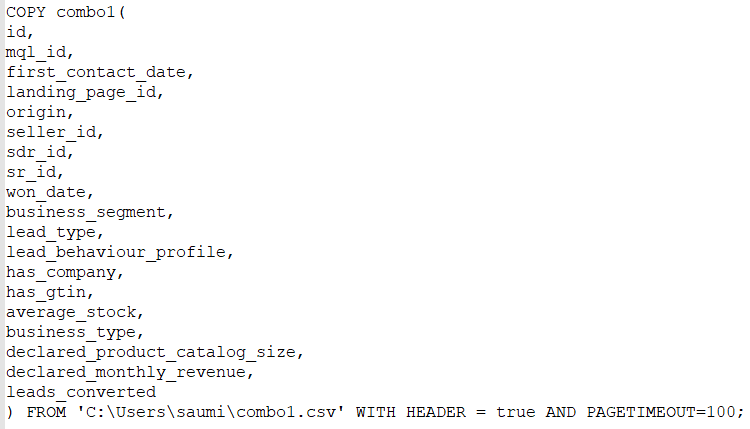 COPY combo1(
id,
mql_id,
first_contact_date,
landing_page_id,
origin,
seller_id,
sdr_id,
sr_id,
won_date,
business_segment,
lead_type,
lead_behaviour_profile,
has_company,
has_gtin,
average_stock,
business_type,
declared_product_catalog_size,
declared_monthly_revenue,
leads_converted
) FROM 'C:\Users\saumi\combo1.csv' WITH HEADER = true AND PAGETIMEOUT=100;